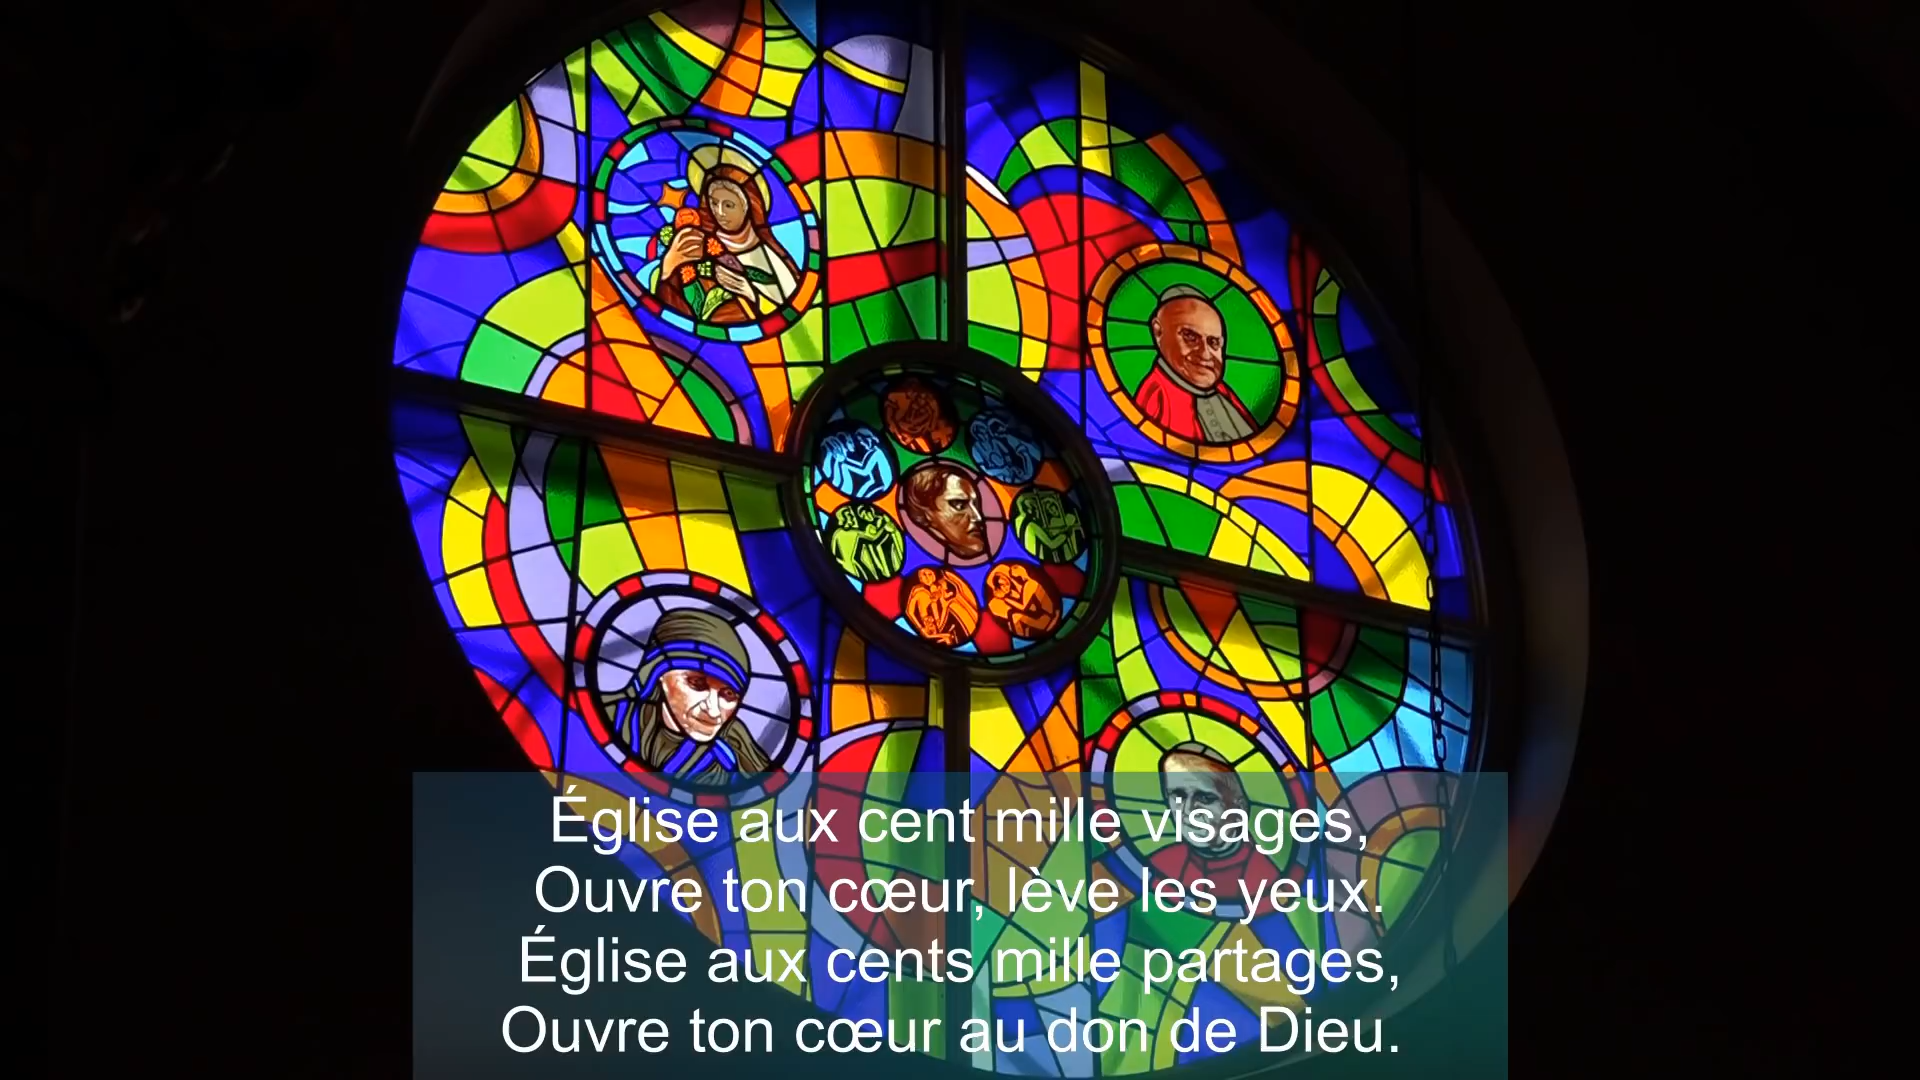 Église aux cent mille visages,
Ouvre ton cœur, lève les yeux.
Église aux cents mille partages,
Ouvre ton cœur au don de Dieu.